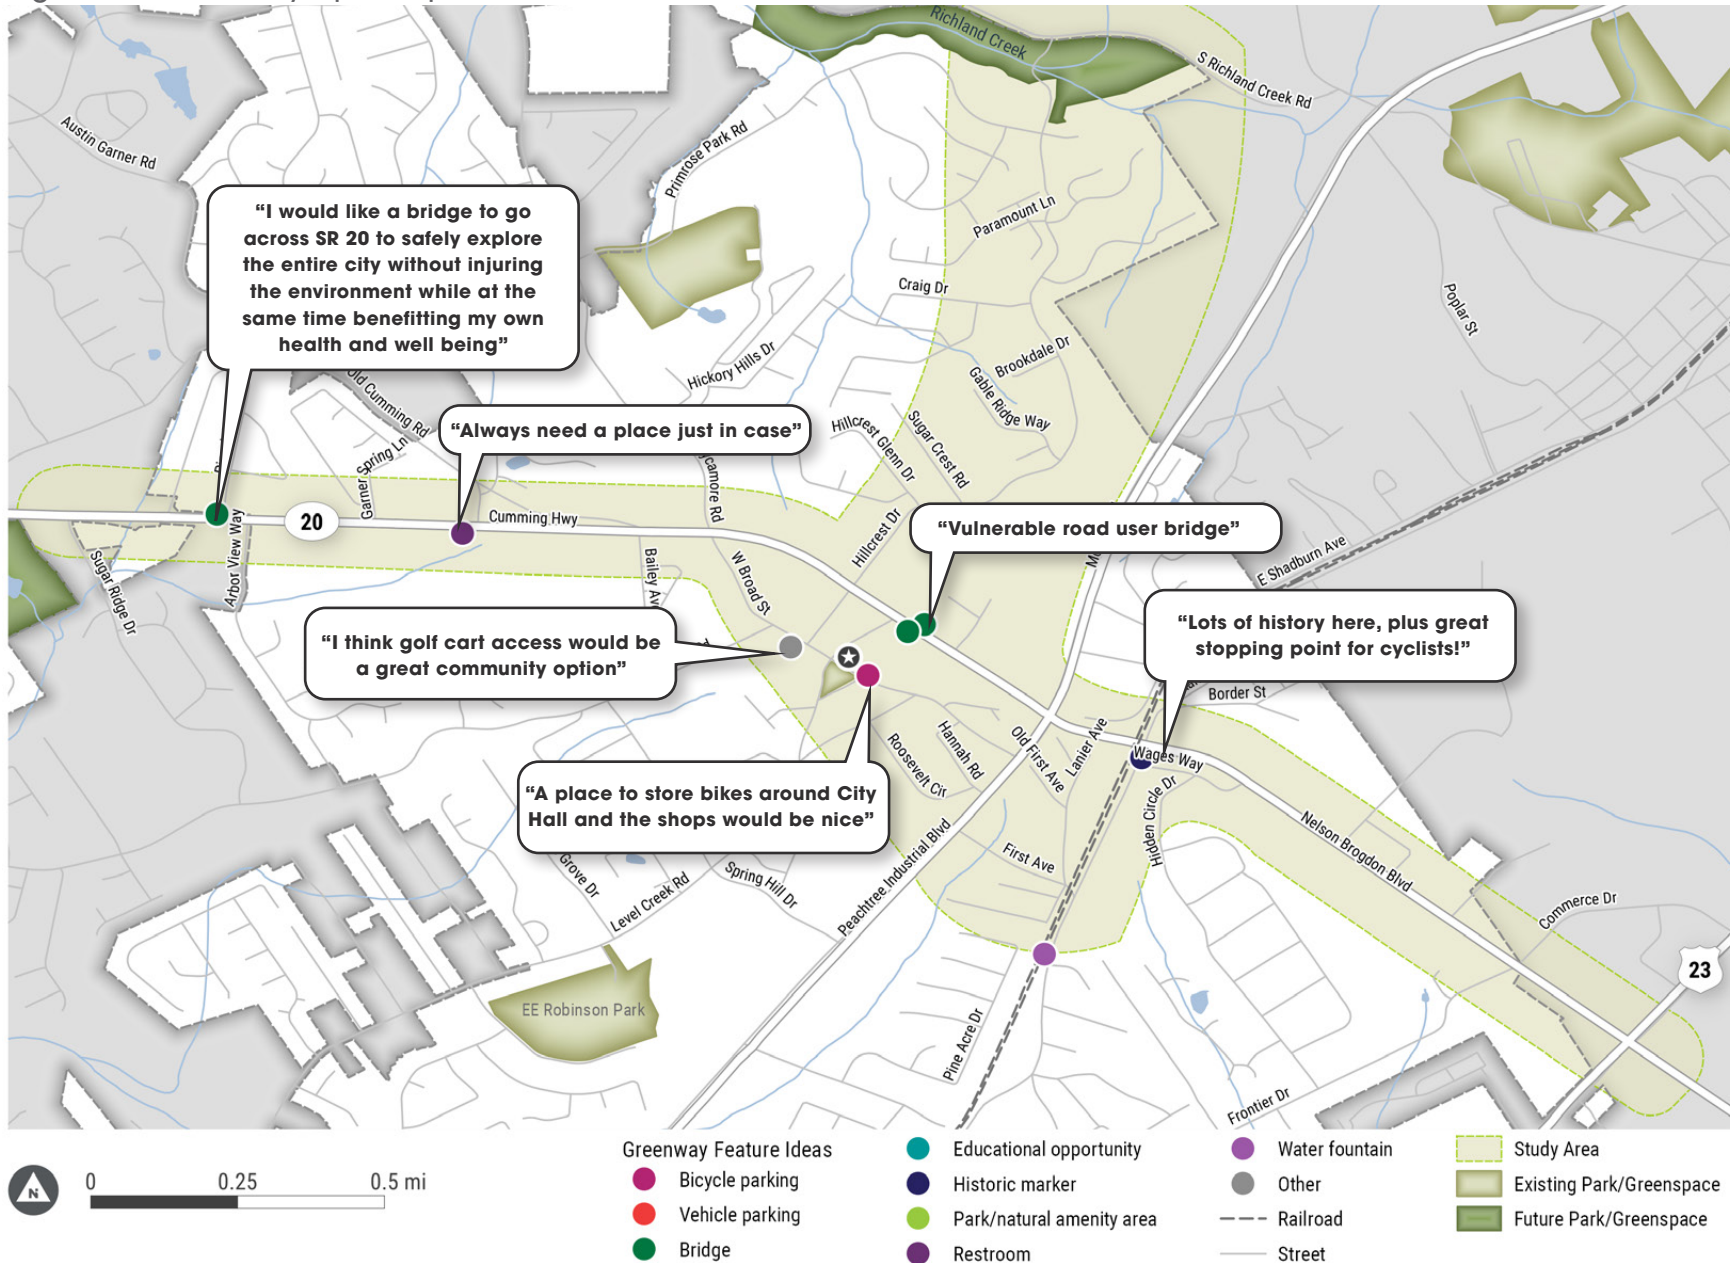 Richland Creek
S Richland Creek Rd
Austin Garner Rd
Primrose Park Rd
“I would like a bridge to go
across SR 20 to safely explore
the entire city without injuring
the environment while at the
same time benefitting my own
health and well being”
Paramount Ln
Craig Dr
Poplar St
Brookdale Dr
Hickory Hills Dr
Gable Ridge Way
Old Cumming Rd
“Always need a place just in case”
Hillcrest Glenn Dr
Sugar Crest Rd
Garner
Spring Ln
20
Cumming Hwy
Hillcrest Dr
“Vulnerable road user bridge”
E Shadburn Ave
Sugar Ridge Dr
Arbor View Way
Bailey Av
W Broad St
“I think golf cart access would be
a great community option”
“Lots of history here, plus great
stopping point for cyclists!”
Border St
Roosevelt Cir
Hannah Rd
Old First Ave
Lanier Ave
Wages Way
“A place to store bikes around City
Hall and the shops would be nice”
Hidden Circle Dr
Nelson Brogdon Blvd
First Ave
Peachtree Industrial Blvd
Grove Dr
Level Creek Rd
Spring Hill Dr
Commerce Dr
23
EE Robinson Park
Pine Acre Dr
Frontier Dr
N
0 0.25 0.5 mi
Greenway Feature Ideas
Bicycle parking
Vehicle parking
Bridge
Educational opportunity
Historic marker
Park/natural amenity area
Restroom
Water fountain
Other
Railroad
Street
Study Area
Existing Park/Greenspace
Future Park/Greenspace